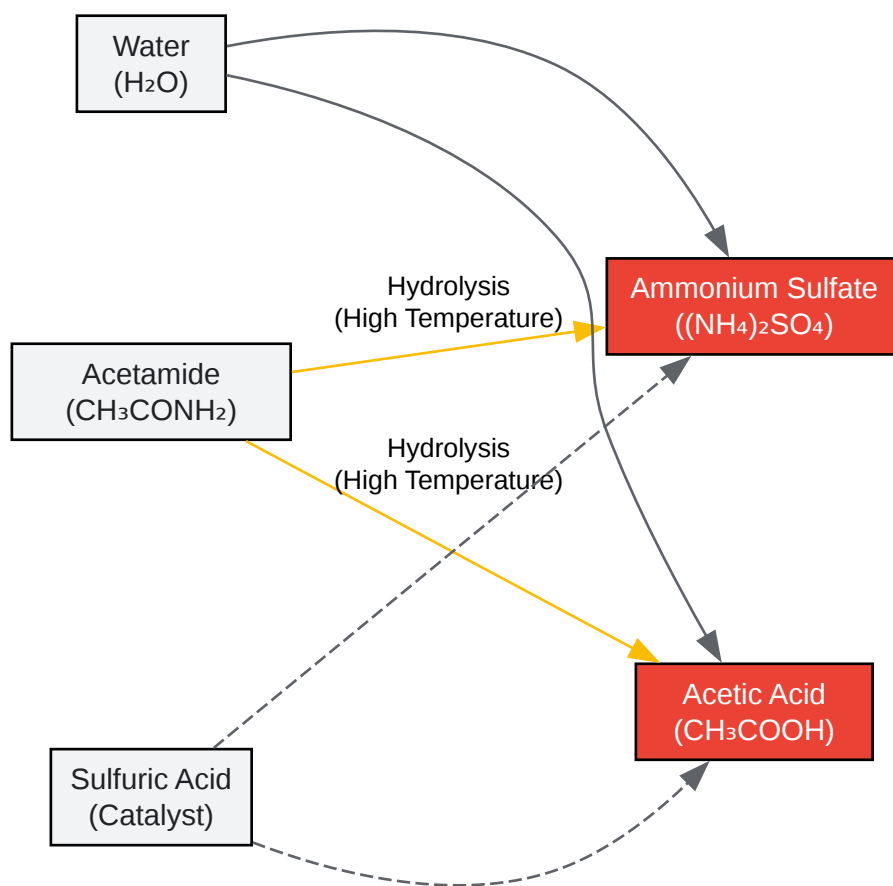 Water
(H₂O)
Hydrolysis
(High Temperature)
Ammonium Sulfate
((NH₄)₂SO₄)
Acetamide
(CH₃CONH₂)
Hydrolysis
(High Temperature)
Acetic Acid
(CH₃COOH)
Sulfuric Acid
(Catalyst)